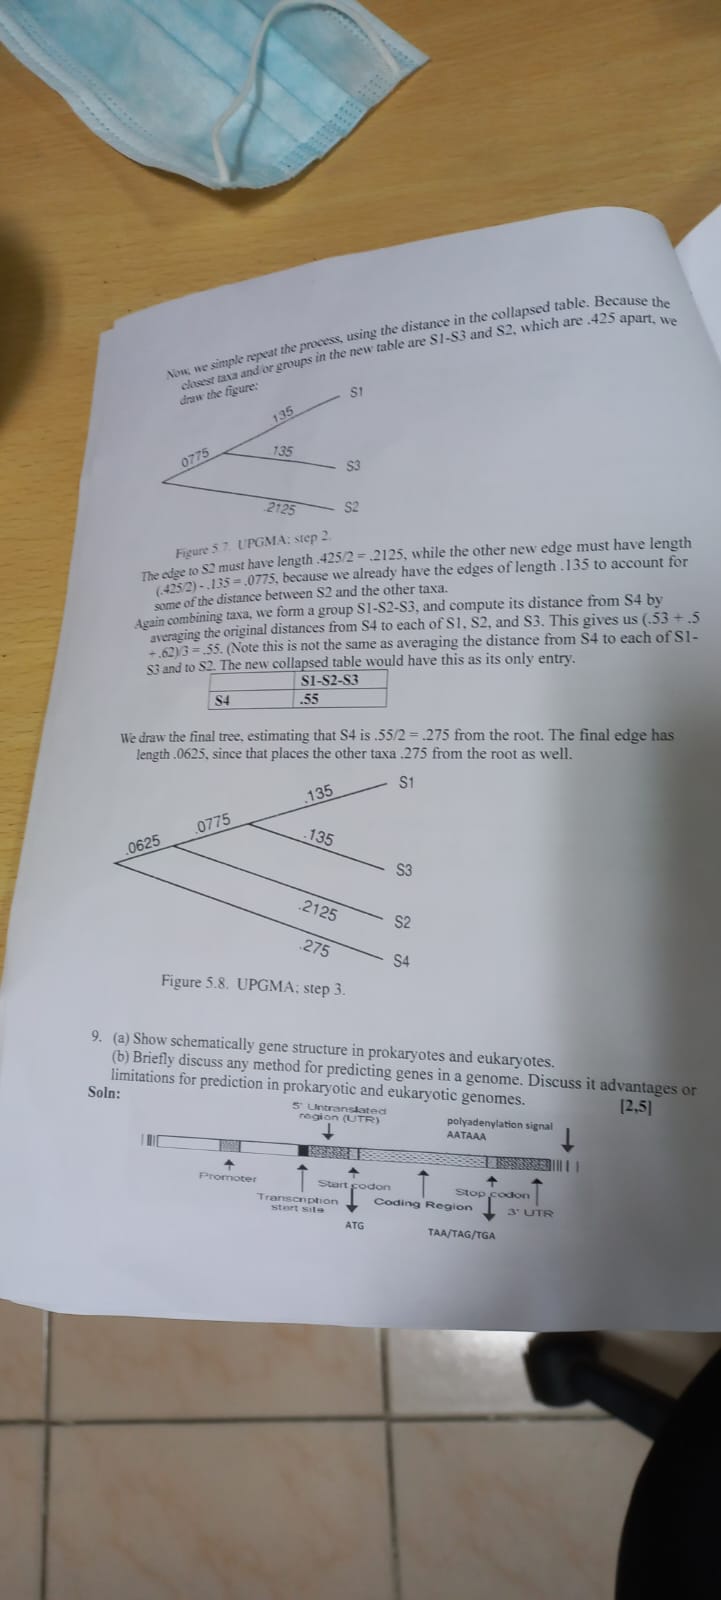 Now, we simple repeat the process, using the distance in the collapsed table. Because the
closest taxa and/or groups in the new table are S1-S3 and S2, which are .425 apart, we
draw the figure:
S1
.135
.0775
.135
S3
.2125
S2
Figure 5.7. UPGMA; step 2.
The edge to S2 must have length .425/2 = .2125, while the other new edge must have length
(.425/2) - .135 = .0775, because we already have the edges of length .135 to account for
some of the distance between S2 and the other taxa.
Again combining taxa, we form a group S1-S2-S3, and compute its distance from S4 by
averaging the original distances from S4 to each of S1, S2, and S3. This gives us (.53 + .5
+ .62)/3 = .55. (Note this is not the same as averaging the distance from S4 to each of S1-
S3 and to S2. The new collapsed table would have this as its only entry.
S1-S2-S3
S4 .55
We draw the final tree, estimating that S4 is .55/2 = .275 from the root. The final edge has
length .0625, since that places the other taxa .275 from the root as well.
S1
.135
.0775
.0625
.135
S3
.2125
S2
.275
S4
Figure 5.8. UPGMA; step 3.
9. (a) Show schematically gene structure in prokaryotes and eukaryotes.
(b) Briefly discuss any method for predicting genes in a genome. Discuss it advantages or
limitations for prediction in prokaryotic and eukaryotic genomes.
[2,5]
Soln:
5' Untranslated
region (UTR)
polyadenylation signal
AATAAA
Promoter
Transcription
start site
Start codon
ATG
Coding Region
Stop codon
TAA/TAG/TGA
3' UTR